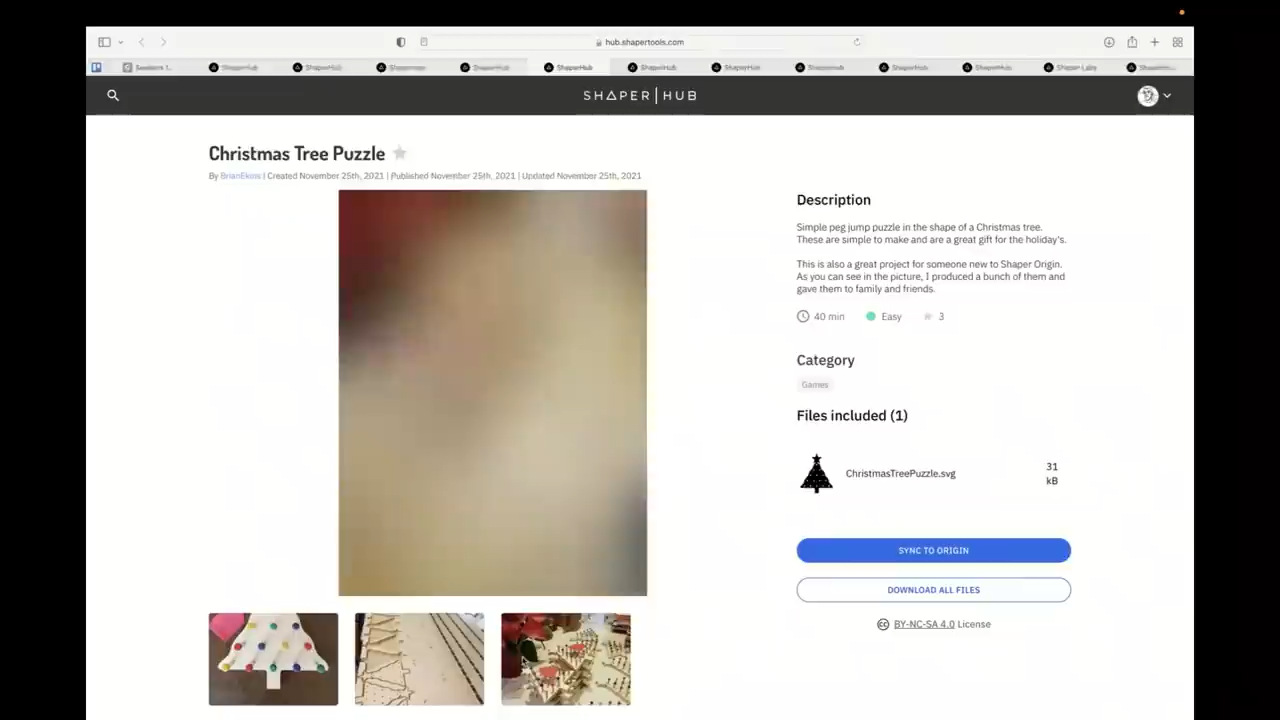 hub.shapertools.com
SHAPER|HUB
Christmas Tree Puzzle
By BrianEkins | Created November 25th, 2021 | Published November 25th, 2021 | Updated November 25th, 2021
Description
Simple peg jump puzzle in the shape of a Christmas tree.
These are simple to make and are a great gift for the holiday's.
This is also a great project for someone new to Shaper Origin.
As you can see in the picture, I produced a bunch of them and
gave them to family and friends.
40 min Easy 3
Category
Games
Files included (1)
ChristmasTreePuzzle.svg
31
kB
SYNC TO ORIGIN
DOWNLOAD ALL FILES
BY-NC-SA 4.0 License